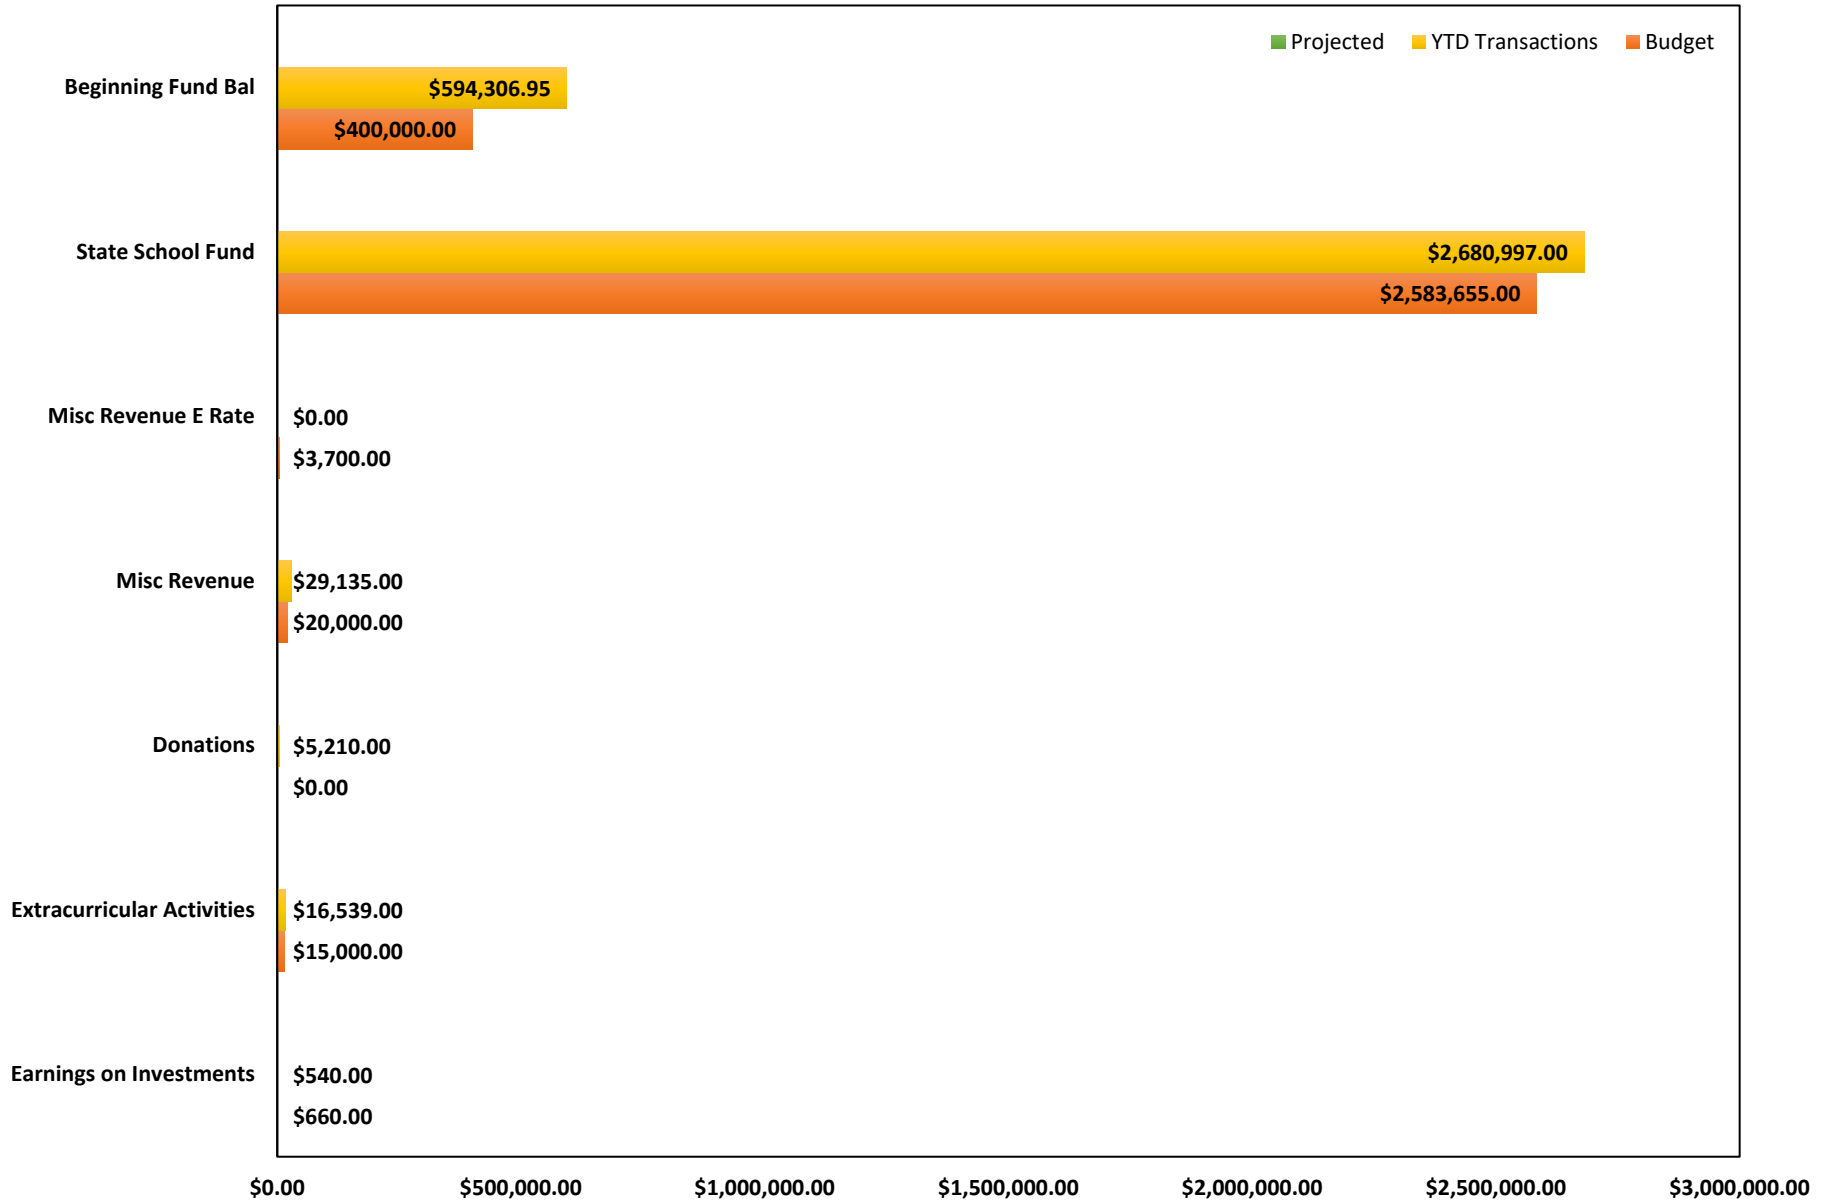 Projected YTD Transactions Budget
Beginning Fund Bal
$594,306.95
$400,000.00
State School Fund
$2,680,997.00
$2,583,655.00
Misc Revenue E Rate
$0.00
$3,700.00
Misc Revenue
$29,135.00
$20,000.00
Donations
$5,210.00
$0.00
Extracurricular Activities
$16,539.00
$15,000.00
Earnings on Investments
$540.00
$660.00
$0.00 $500,000.00 $1,000,000.00 $1,500,000.00 $2,000,000.00 $2,500,000.00 $3,000,000.00